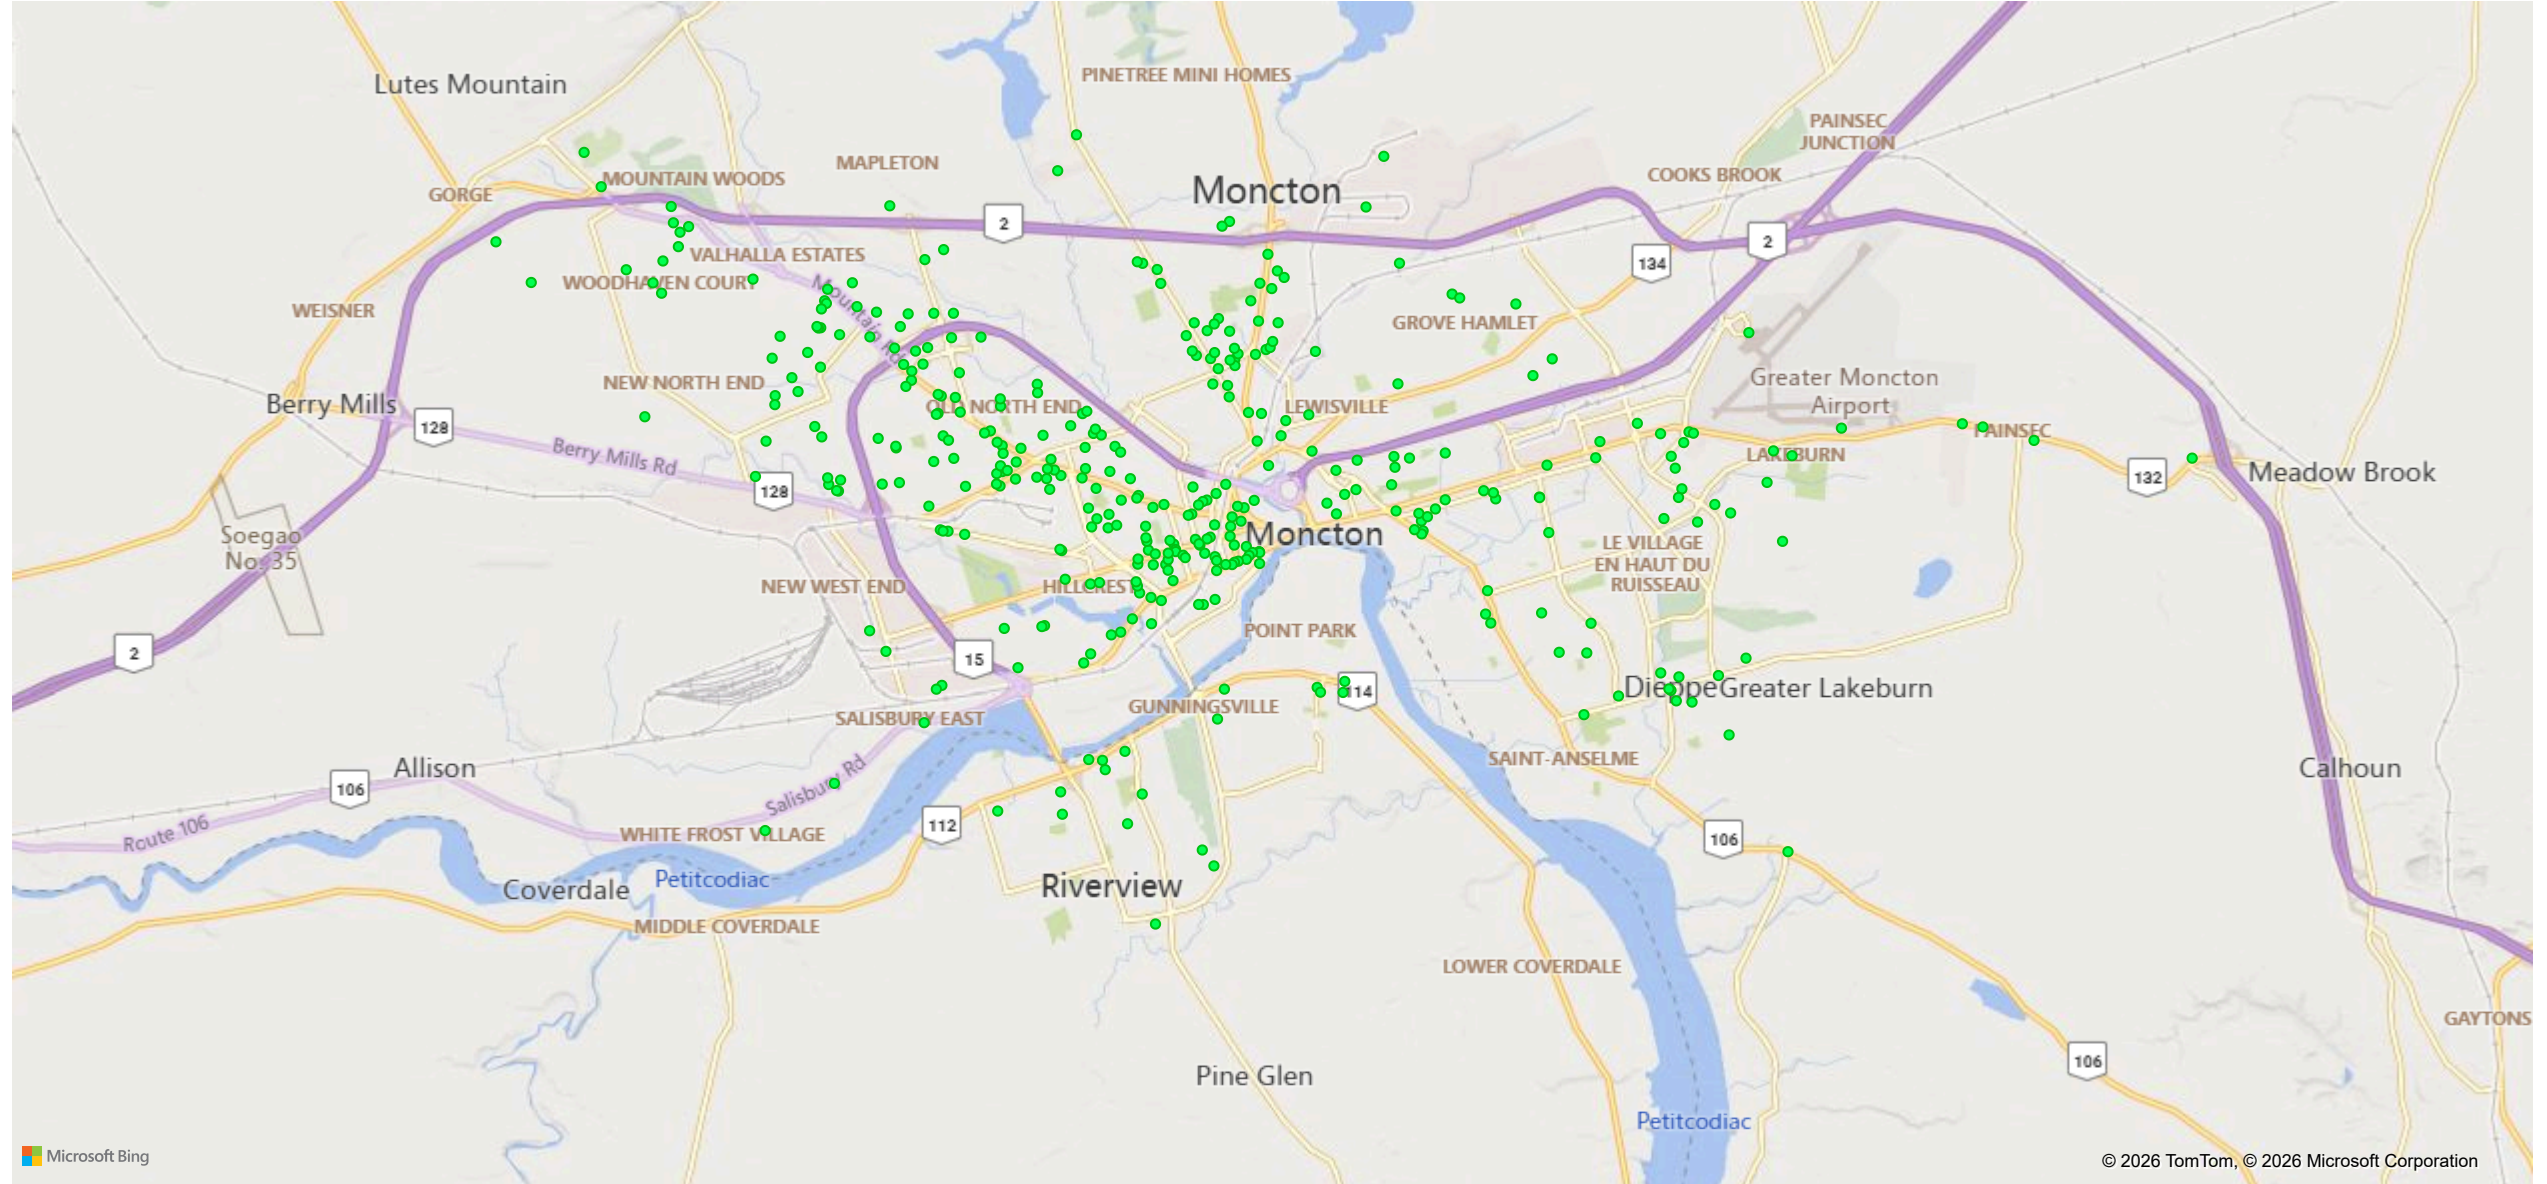 Lutes Mountain
PINETREE MINI HOMES
PAINSEC
JUNCTION
MAPLETON
MOUNTAIN WOODS
GORGE
COOKS BROOK
Moncton
2
2
134
VALHALLA ESTATES
WOODHAVEN COURT
Mountain Rd
WEISNER
GROVE HAMLET
NEW NORTH END
Greater Moncton
Airport
Berry Mills
128
OLD NORTH END
LEWISVILLE
PAINSEC
LAKEBURN
Berry Mills Rd
132
Meadow Brook
128
Soegao
No. 35
Moncton
LE VILLAGE
EN HAUT DU
RUISSEAU
NEW WEST END
HILLCREST
POINT PARK
2
15
114
Dieppe
Greater Lakeburn
GUNNINGSVILLE
SALISBURY EAST
SAINT-ANSELME
Allison
Calhoun
106
Salisbury Rd
Route 106
WHITE FROST VILLAGE
112
106
Petitcodiac
Coverdale
Riverview
MIDDLE COVERDALE
LOWER COVERDALE
GAYTONS
106
Pine Glen
Petitcodiac
Microsoft Bing
© 2026 TomTom, © 2026 Microsoft Corporation